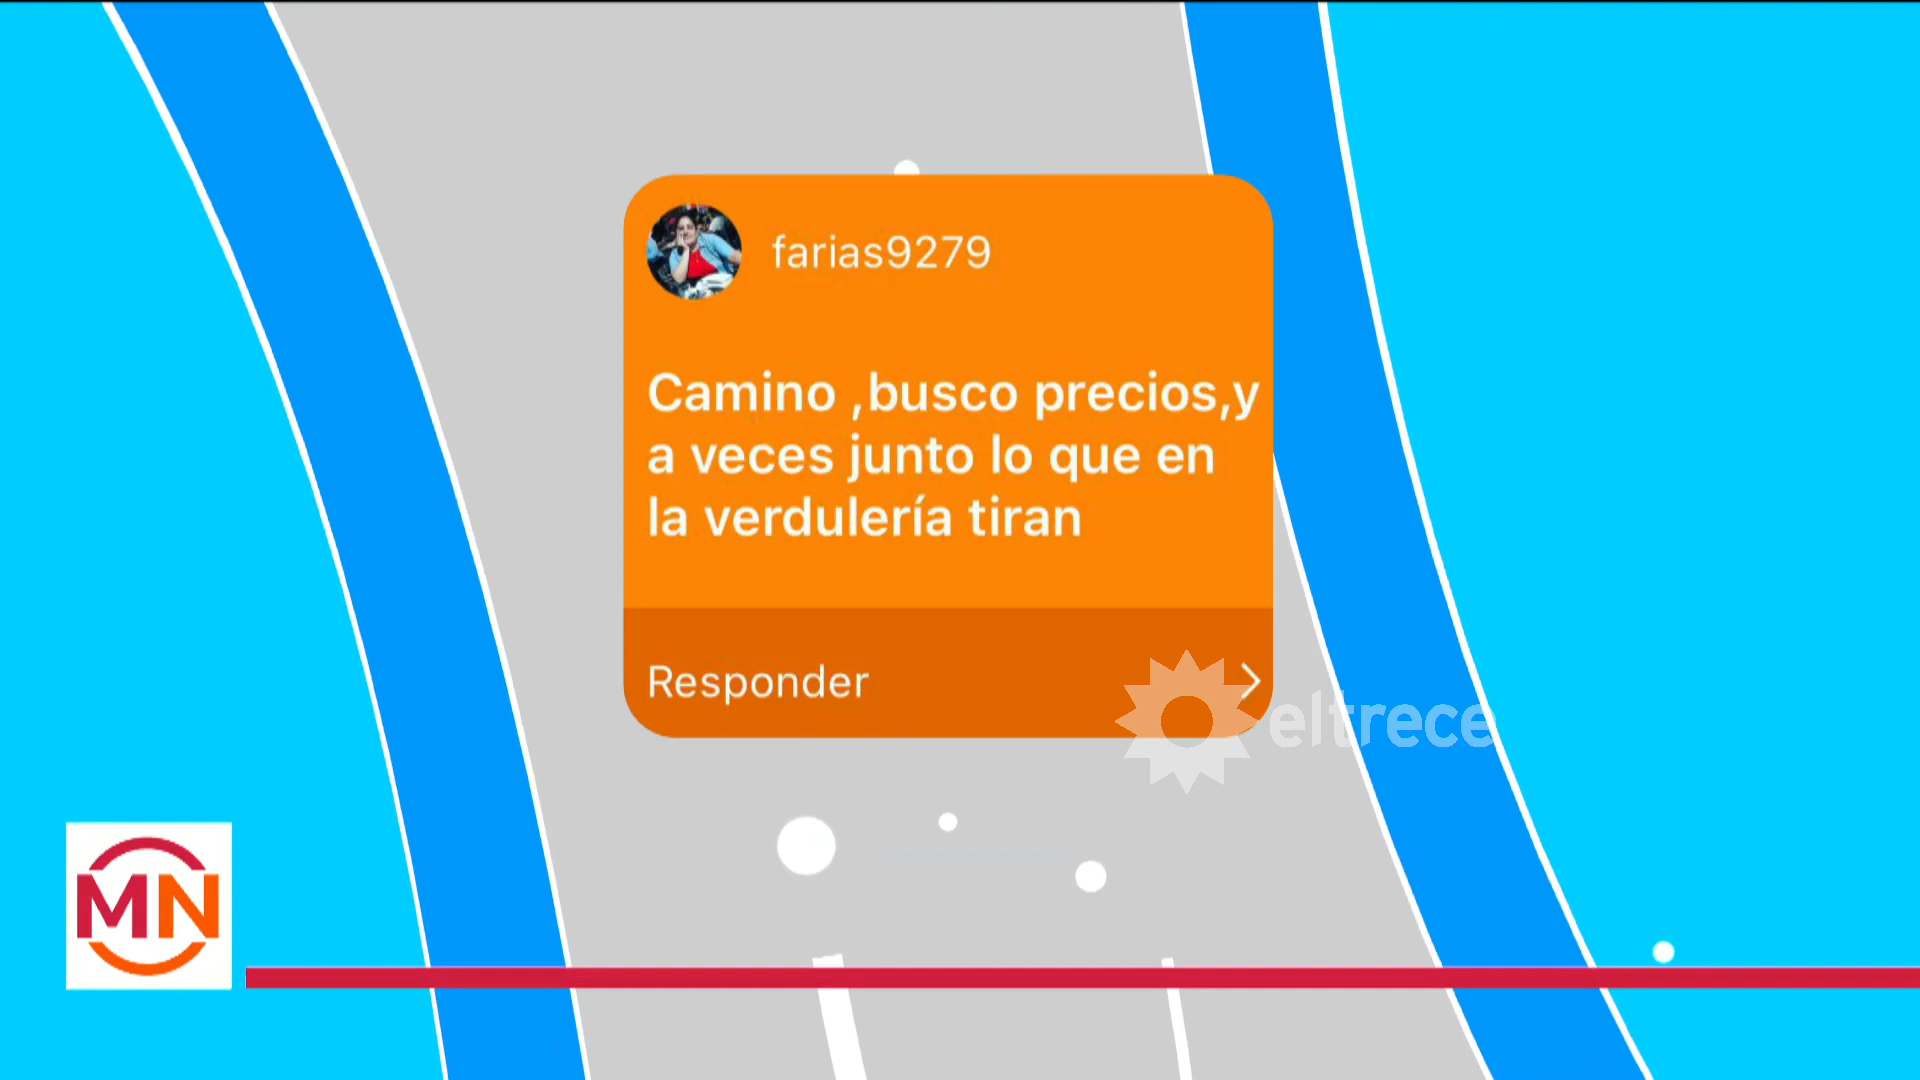 farias9279
Camino ,busco precios,y
a veces junto lo que en
la verdulería tiran
Responder
eltrece
MN